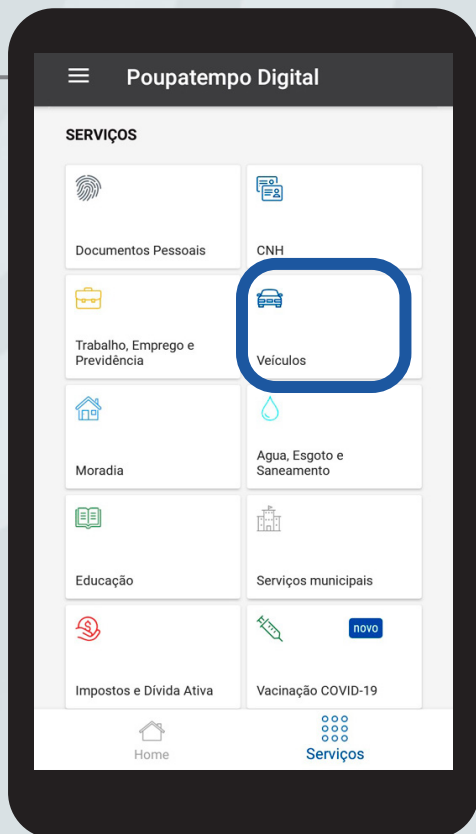 Poupatempo Digital
SERVIÇOS
Documentos Pessoais
CNH
Trabalho, Emprego e
Previdência
Veículos
Moradia
Agua, Esgoto e
Saneamento
Educação
Serviços municipais
Impostos e Dívida Ativa
novo
Vacinação COVID-19
Home
Serviços